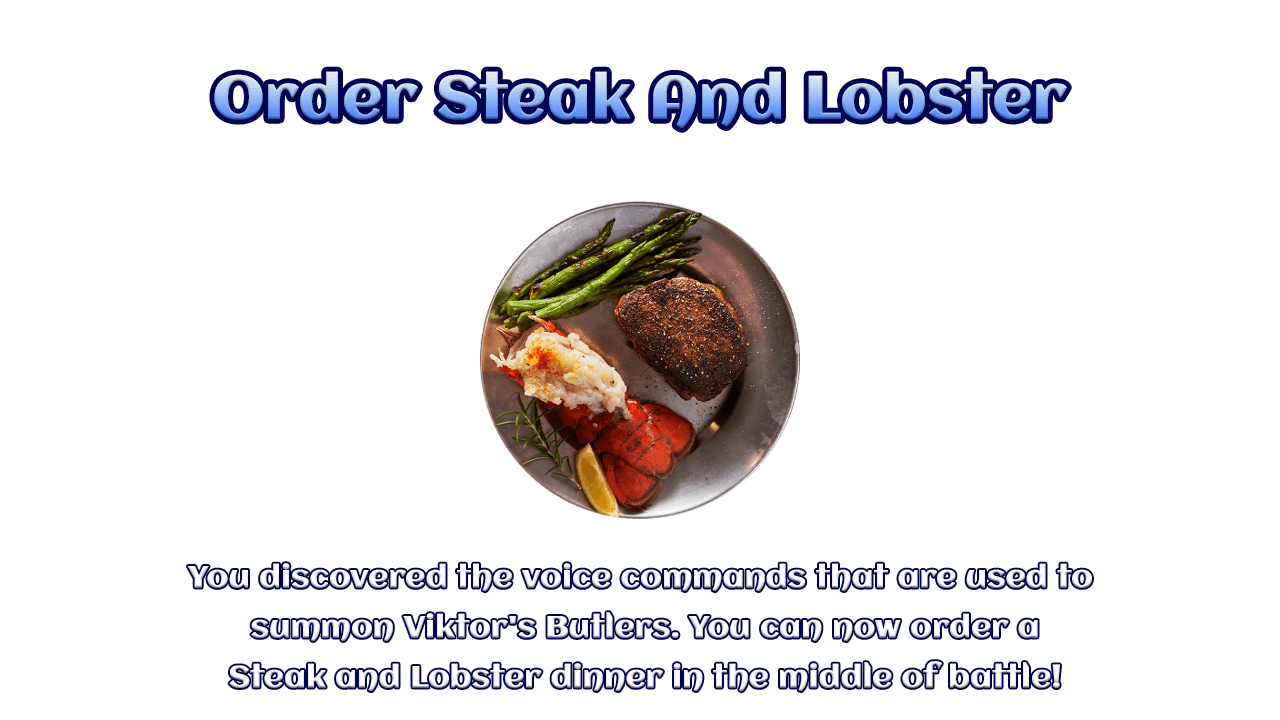 Order Steak And Lobster
You discovered the voice commands that are used to
summon Viktor's Butlers. You can now order a
Steak and Lobster dinner in the middle of battle!